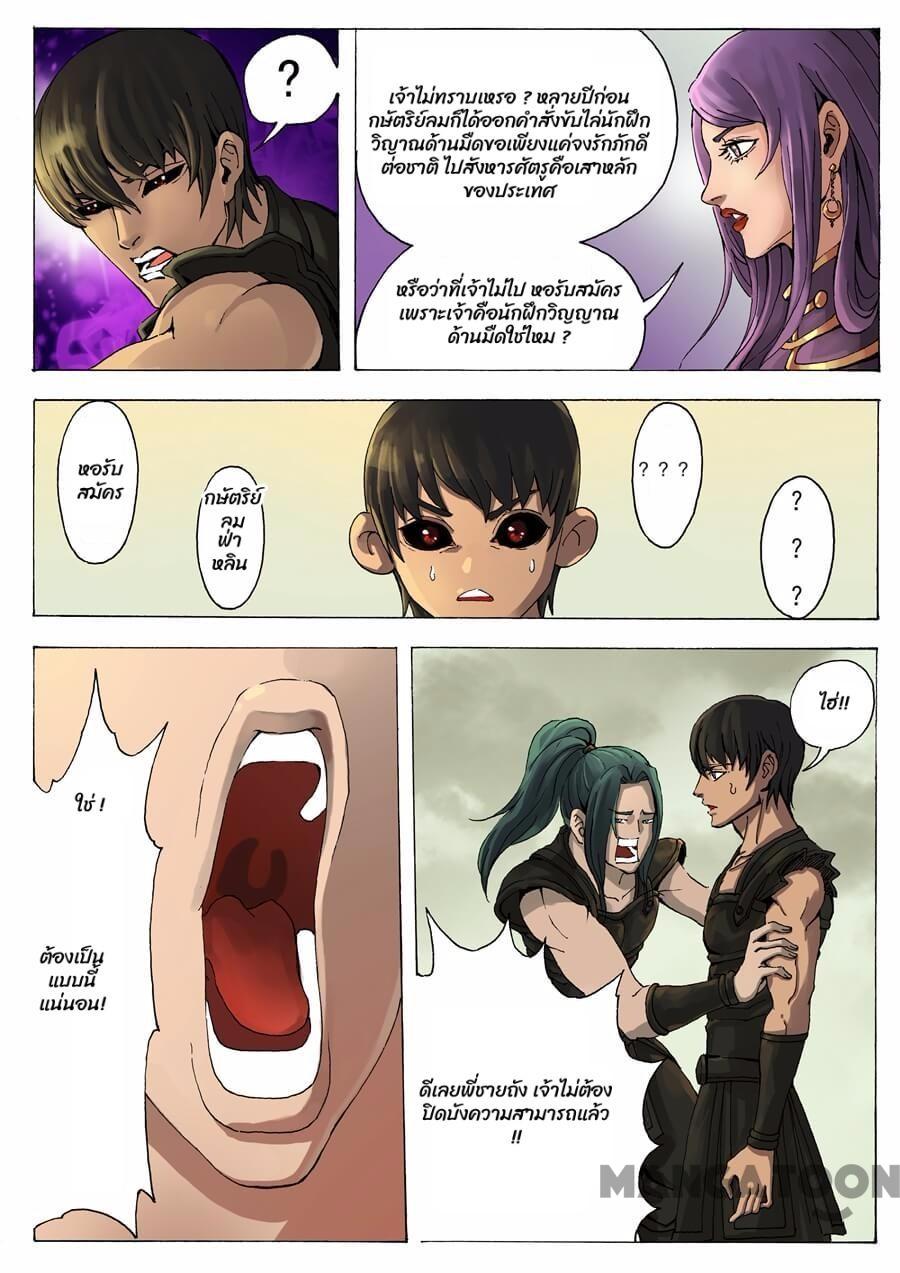 ?
เจ้าไม่ทราบเหรอ ? หลายปีก่อน
กษัตริย์ลมก็ได้ออกคำสั่งขับไล่นักฝึก
วิญาณด้านมืดขอเพียงแค่จงรักภักดี
ต่อชาติ ไปสังหารศัตรูคือเสาหลัก
ของประเทศ
หรือว่าที่เจ้าไม่ไป หอรับสมัคร
เพราะเจ้าคือนักฝึกวิญญาณ
ด้านมืดใช่ไหม ?
หอรับ
สมัคร
กษัตริย์
ลม
ฟ่า
หลิน
? ? ?
?
?
?
ใช่ !
ต้องเป็น
แบบนี้
แน่นอน!
ไฮ่!!
ดีเลยพี่ชายถัง เจ้าไม่ต้อง
ปิดบังความสามารถแล้ว
!!
MANGATOON